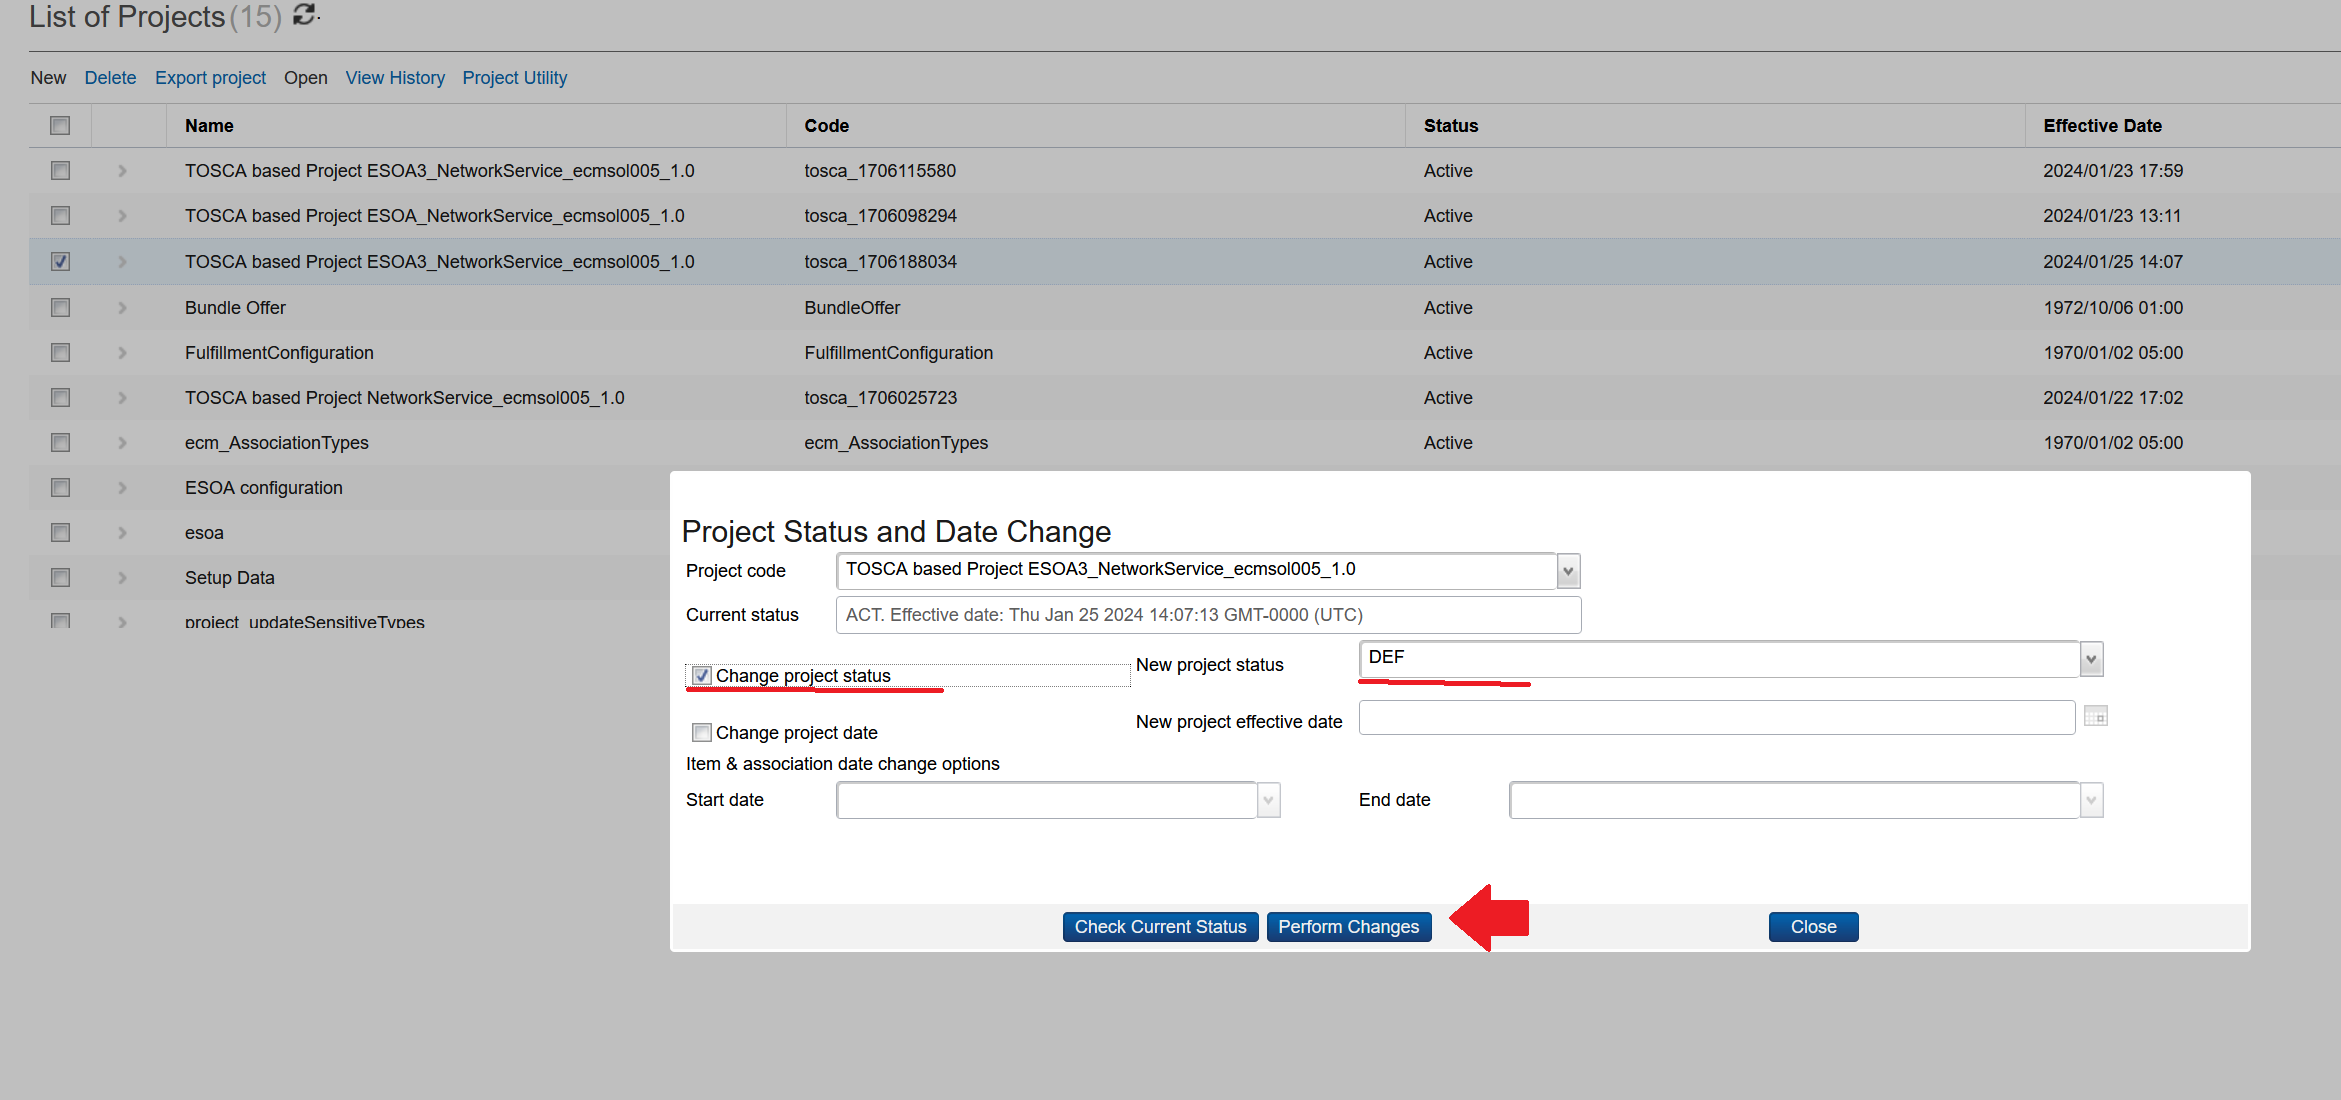 List of Projects (15)
New Delete Export project Open View History Project Utility
Name Code Status Effective Date
TOSCA based Project ESOA3_NetworkService_ecmsol005_1.0 tosca_1706115580 Active 2024/01/23 17:59
TOSCA based Project ESOA_NetworkService_ecmsol005_1.0 tosca_1706098294 Active 2024/01/23 13:11
TOSCA based Project ESOA3_NetworkService_ecmsol005_1.0 tosca_1706188034 Active 2024/01/25 14:07
Bundle Offer BundleOffer Active 1972/10/06 01:00
FulfillmentConfiguration FulfillmentConfiguration Active 1970/01/02 05:00
TOSCA based Project NetworkService_ecmsol005_1.0 tosca_1706025723 Active 2024/01/22 17:02
ecm_AssociationTypes ecm_AssociationTypes Active 1970/01/02 05:00
ESOA configuration
esoa
Setup Data
project_updateSensitiveTypes
Project Status and Date Change
Project code TOSCA based Project ESOA3_NetworkService_ecmsol005_1.0
Current status ACT. Effective date: Thu Jan 25 2024 14:07:13 GMT-0000 (UTC)
Change project status New project status DEF
Change project date New project effective date
Item & association date change options
Start date End date
Check Current Status Perform Changes Close